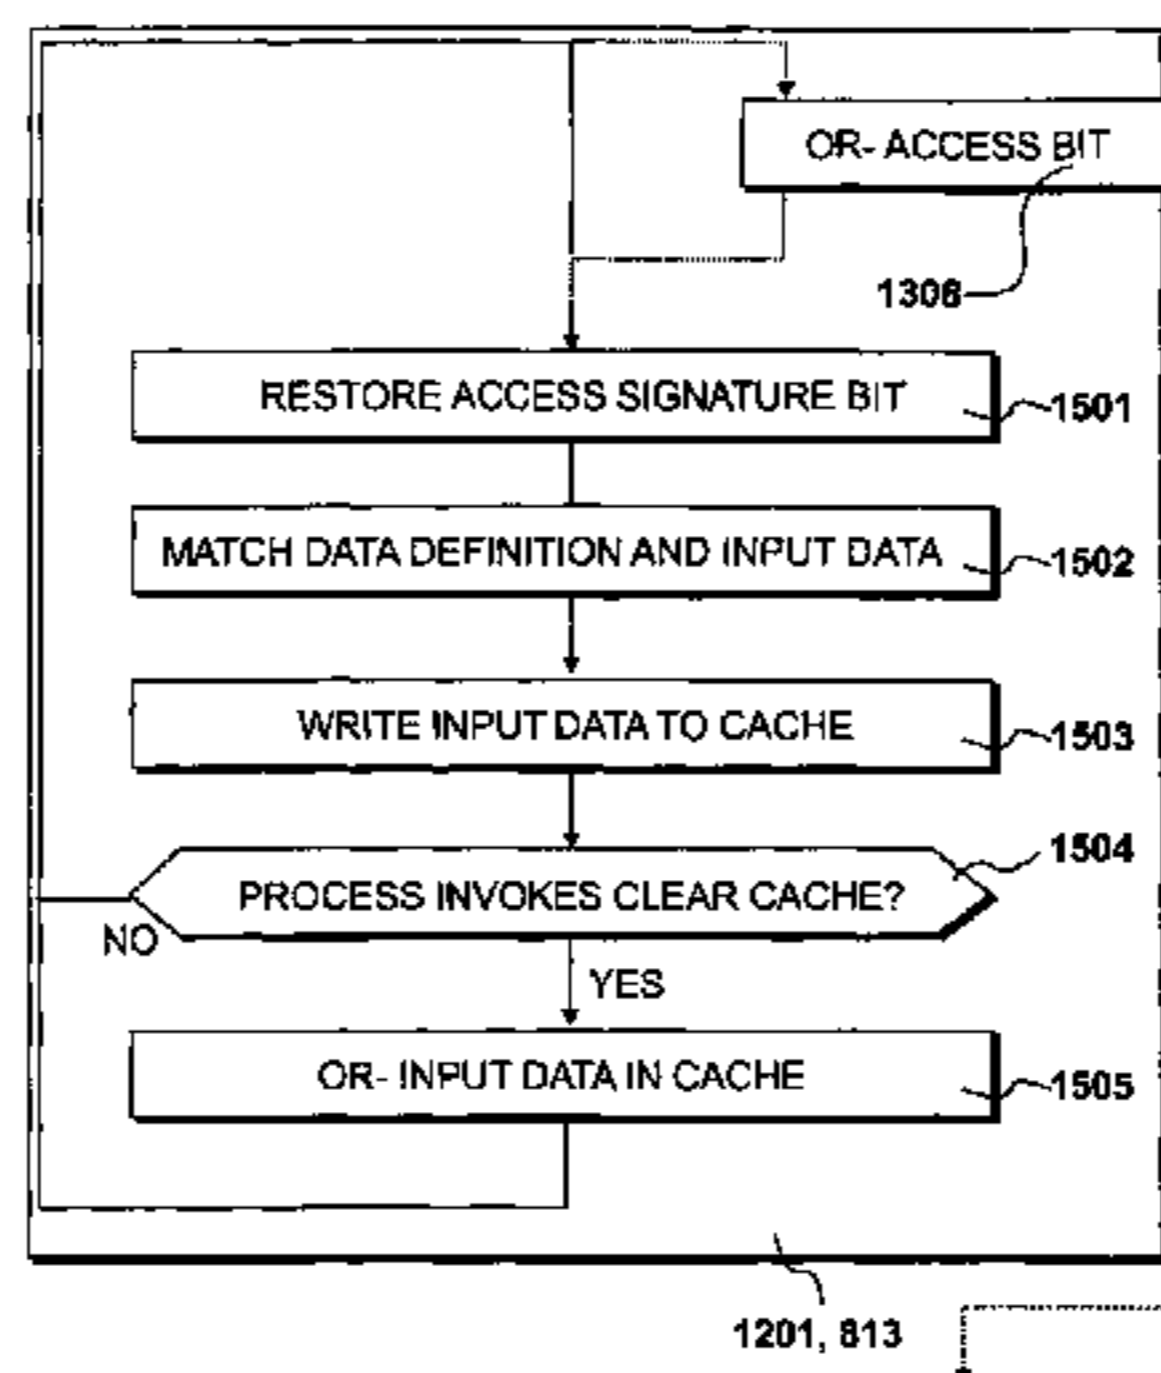 OR- ACCESS BIT
1306
RESTORE ACCESS SIGNATURE BIT
1501
MATCH DATA DEFINITION AND INPUT DATA
1502
WRITE INPUT DATA TO CACHE
1503
1504
PROCESS INVOKES CLEAR CACHE?
NO
YES
OR- INPUT DATA IN CACHE
1505
1201, 813